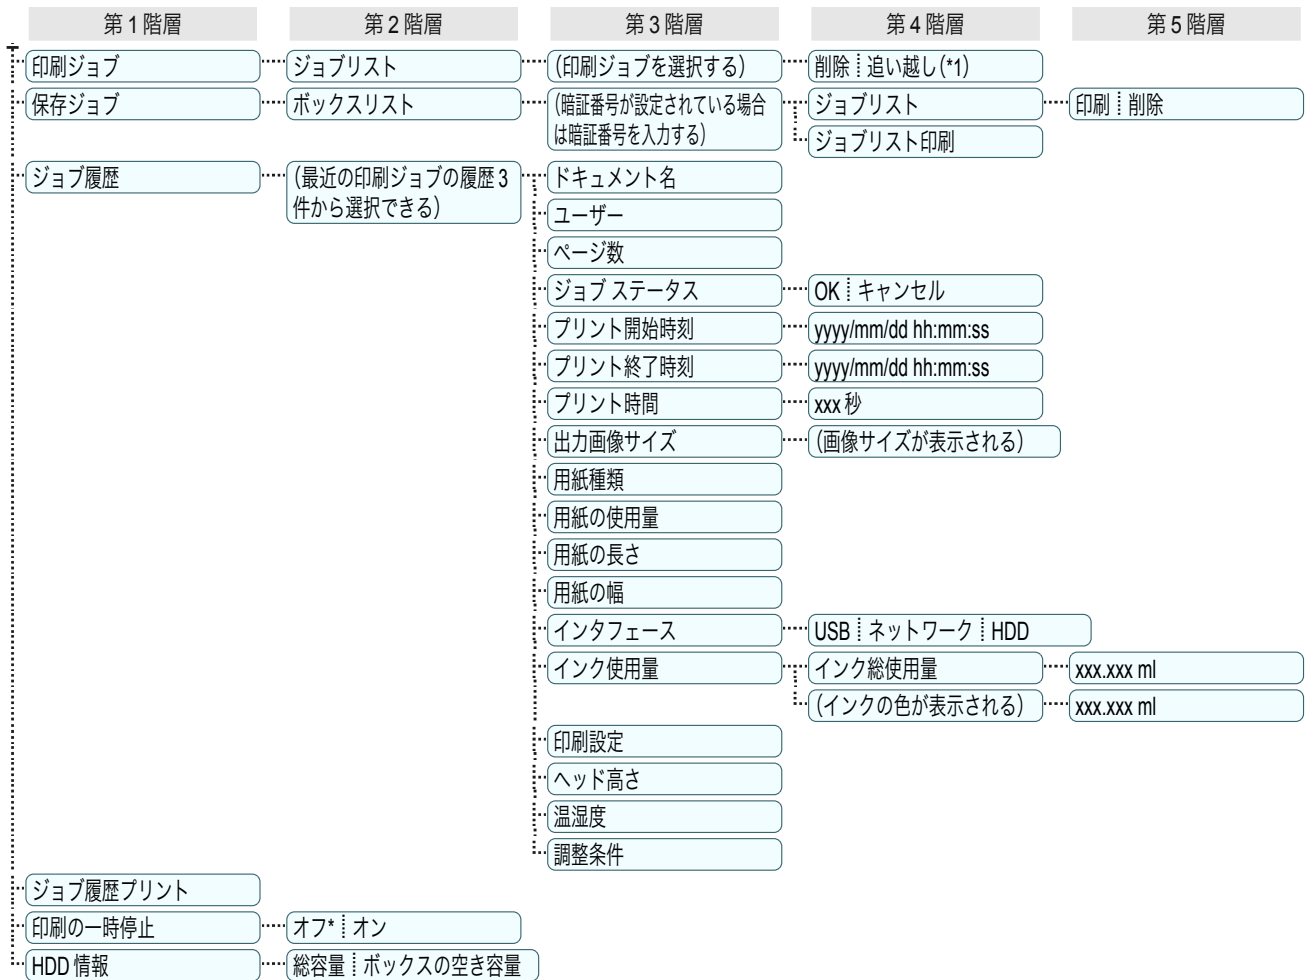 第1階層 第2階層 第3階層 第4階層 第5階層
印刷ジョブ ジョブリスト (印刷ジョブを選択する) 削除┊追い越し(*1)
保存ジョブ ボックスリスト (暗証番号が設定されている場合 ジョブリスト 印刷┊削除
は暗証番号を入力する) ジョブリスト印刷
ジョブ履歴 (最近の印刷ジョブの履歴3 ドキュメント名
件から選択できる) ユーザー
ページ数
ジョブ ステータス OK┊キャンセル
プリント開始時刻 yyyy/mm/dd hh:mm:ss
プリント終了時刻 yyyy/mm/dd hh:mm:ss
プリント時間 xxx 秒
出力画像サイズ (画像サイズが表示される)
用紙種類
用紙の使用量
用紙の長さ
用紙の幅
インタフェース USB┊ネットワーク┊HDD
インク使用量 インク総使用量 xxx.xxx ml
(インクの色が表示される) xxx.xxx ml
印刷設定
ヘッド高さ
温湿度
調整条件
ジョブ履歴プリント
印刷の一時停止 オフ*┊オン
HDD 情報 総容量┊ボックスの空き容量